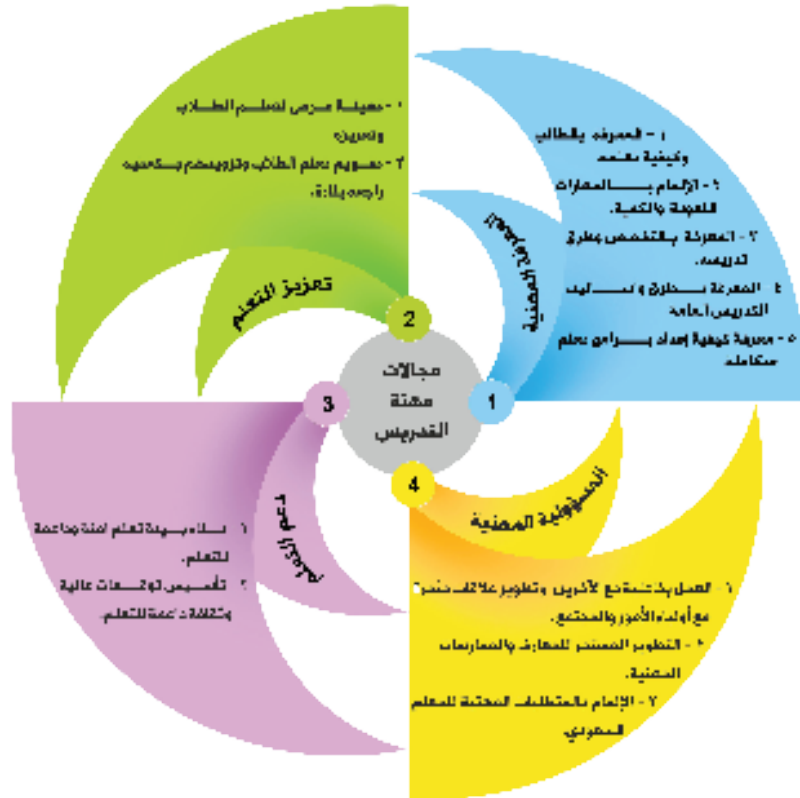 مجالات
مهنة
التدريس
1
المعرفة المهنية
١ - المعرفة بالطالب
وكيفية تعلمه
٢ - الإلمام بالمهارات
اللغوية والكمية.
٣ - المعرفة بالتخصص وطرق
تدريسه.
٤ - المعرفة بطرق وأساليب
التدريس العامة
٥ - معرفة كيفية إعداد برامج تعلم
متكاملة.
2
تعزيز التعلم
١ - تهيئة فرص لتعلم الطلاب
وتعزيزه
٢ - تقويم تعلم الطلاب وتزويدهم بتغذية
راجعة بناءة.
3
دعم التعلم
١ - بناء بيئة تعلم آمنة وداعمة
للتعلم.
٢ - تأسيس توقعات عالية
وثقافة داعمة للتعلم.
4
المسؤولية المهنية
١ - العمل بفاعلية مع الآخرين وتطوير علاقات
مع أولياء الأمور والمجتمع.
٢ - التطوير المستمر للمعارف والممارسات
المهنية.
٣ - الإلمام بالمتطلبات المهنية للمعلم
السعودي.